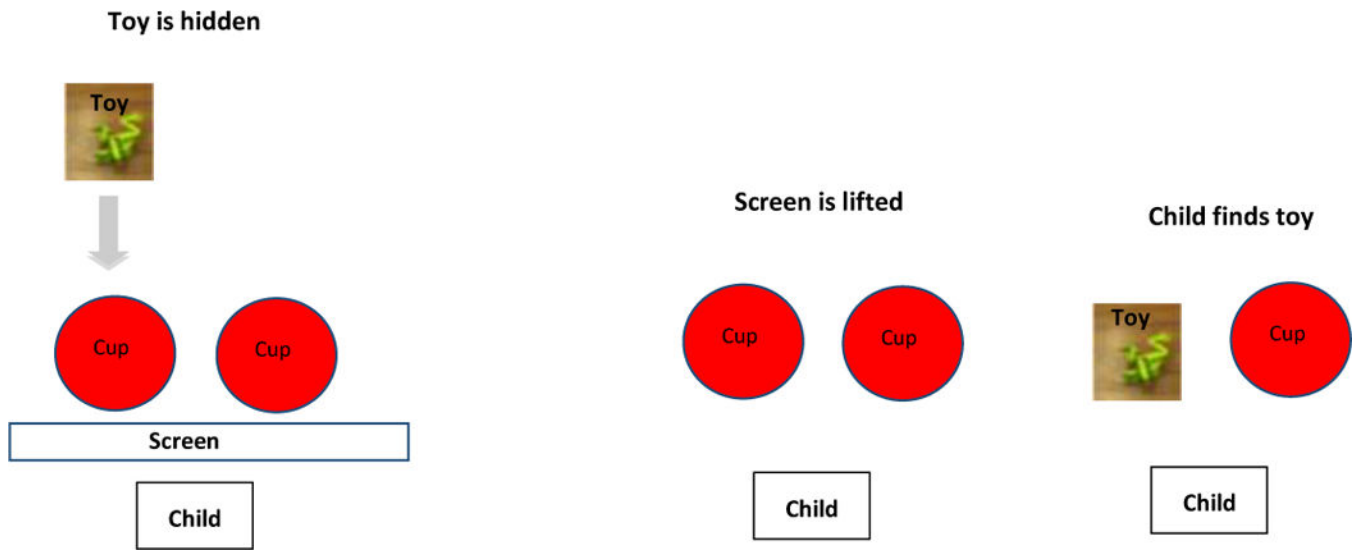 Toy is hidden
Toy
Cup
Cup
Screen
Child
Screen is lifted
Cup
Cup
Child
Child finds toy
Toy
Cup
Child